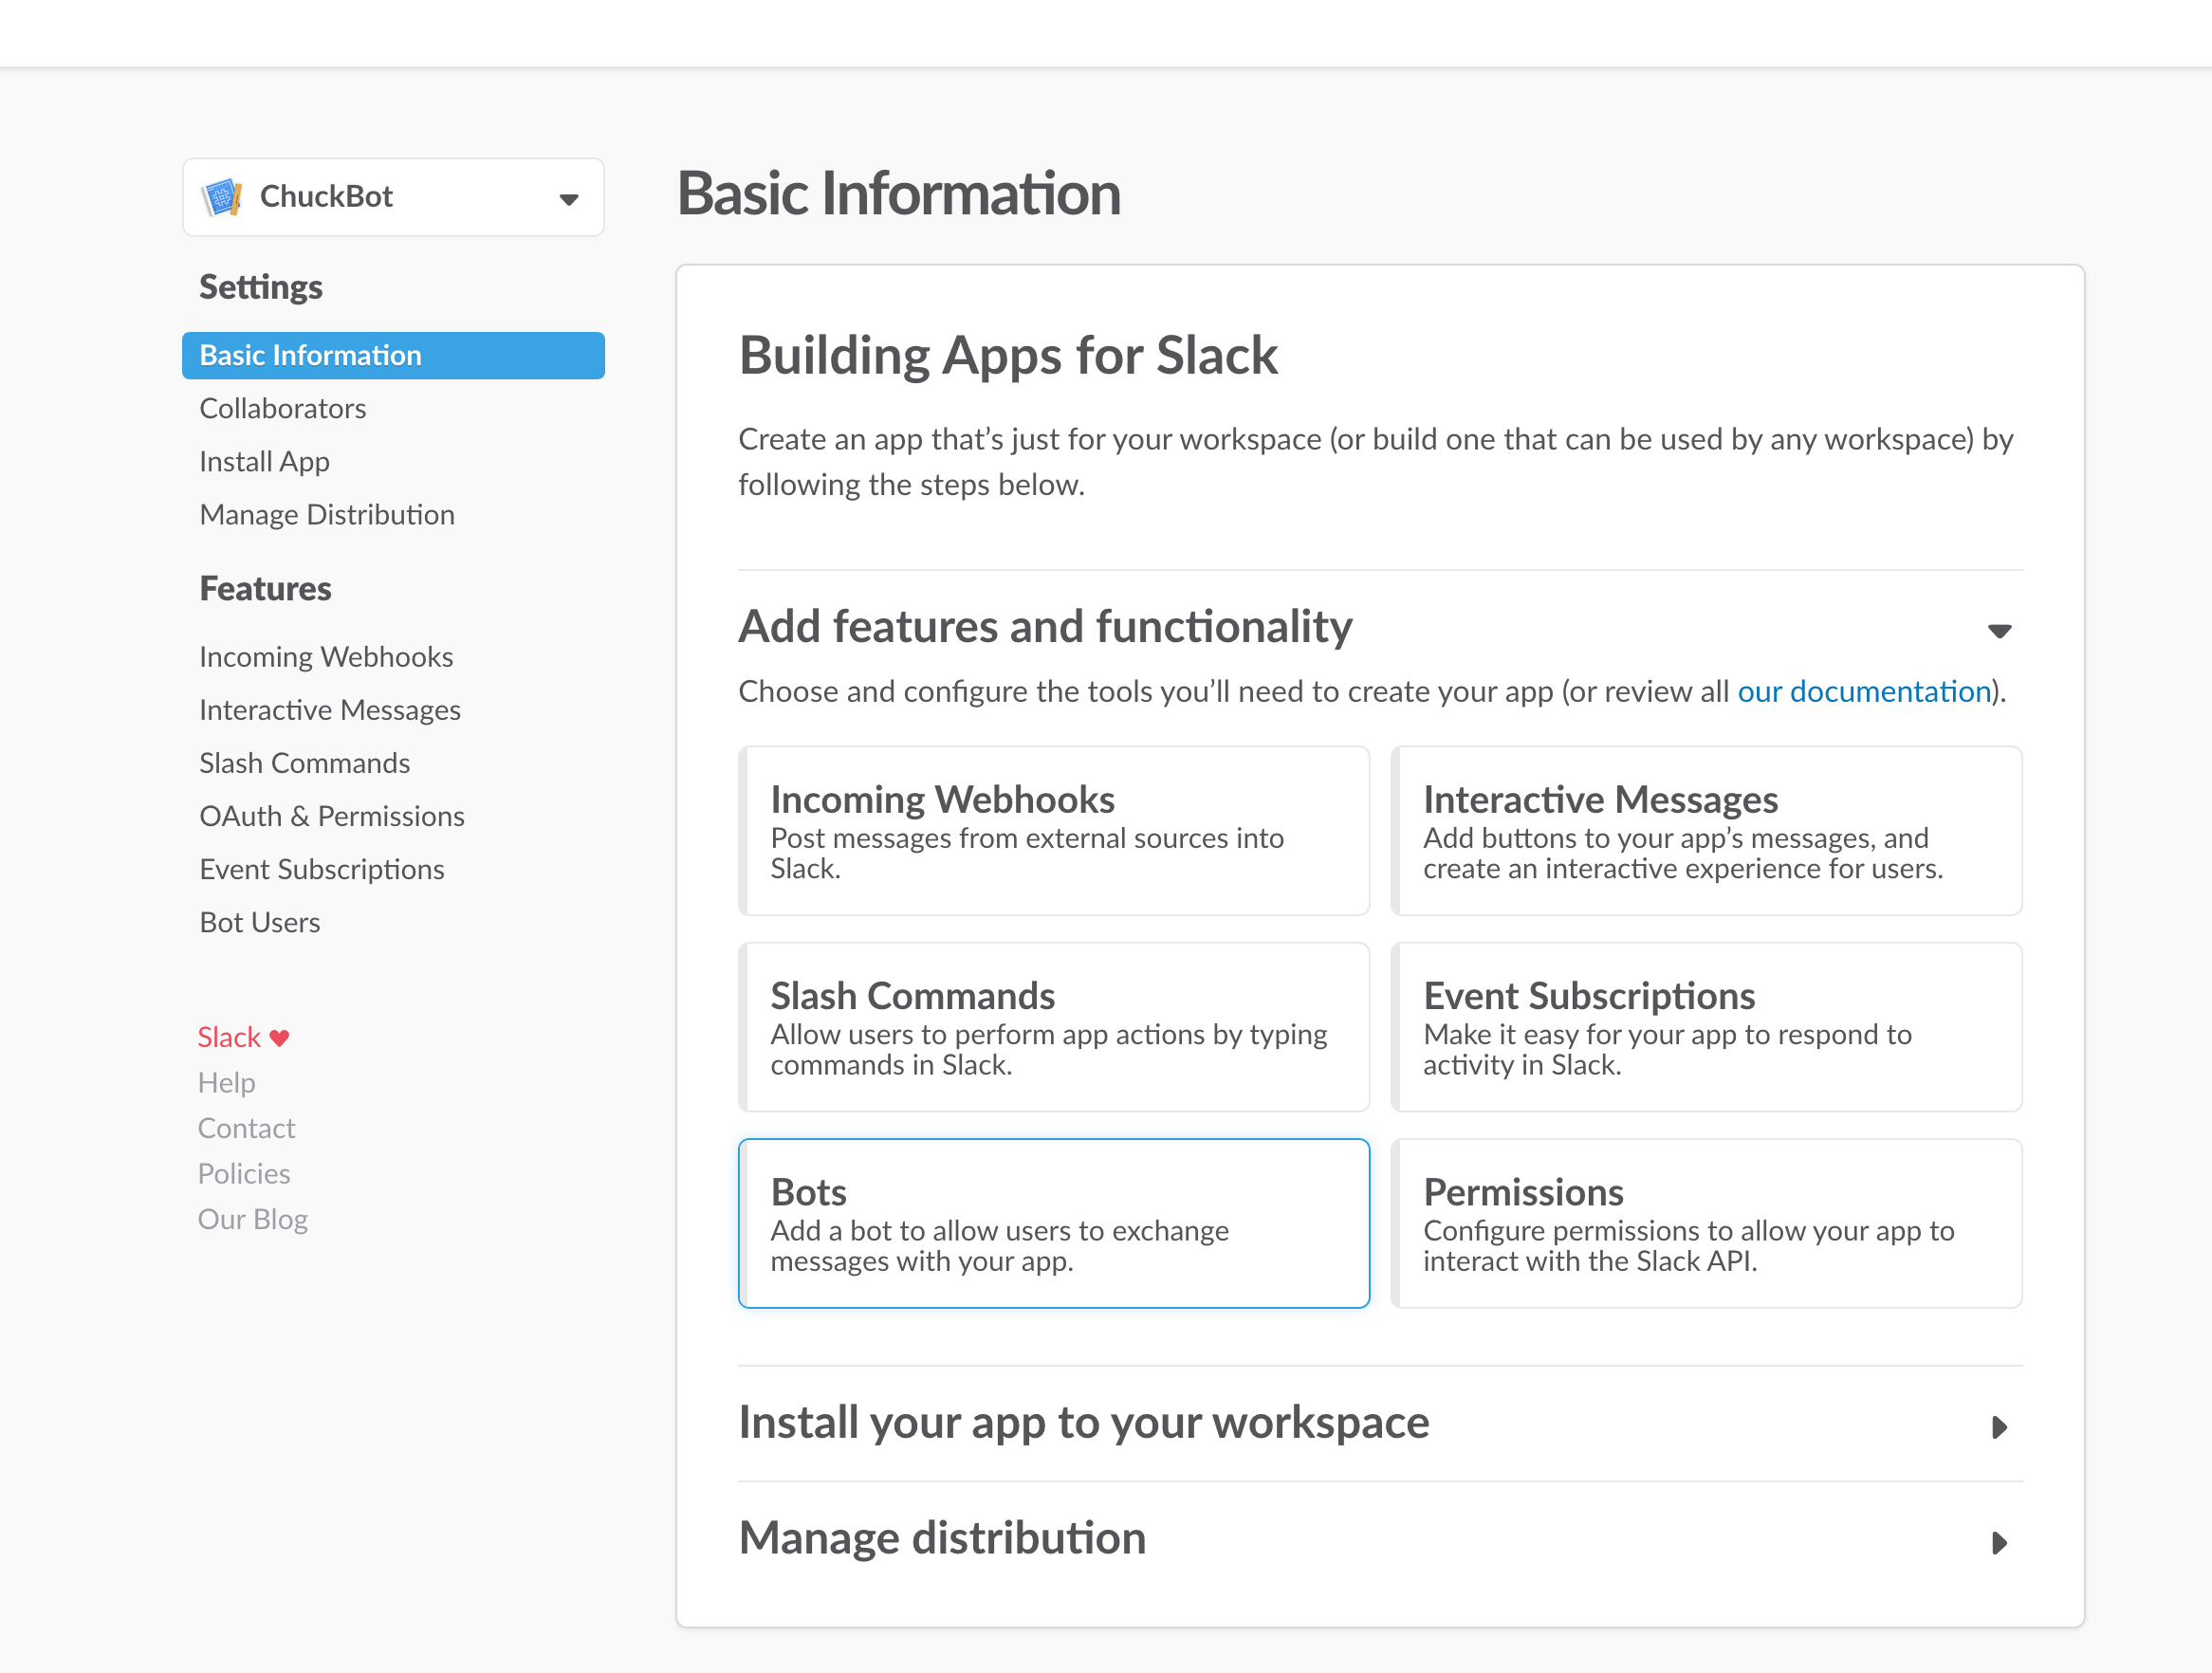 ChuckBot
Settings
Basic Information
Collaborators
Install App
Manage Distribution
Features
Incoming Webhooks
Interactive Messages
Slash Commands
OAuth & Permissions
Event Subscriptions
Bot Users
Slack ♥
Help
Contact
Policies
Our Blog
Basic Information
Building Apps for Slack
Create an app that’s just for your workspace (or build one that can be used by any workspace) by
following the steps below.
Add features and functionality
Choose and configure the tools you’ll need to create your app (or review all our documentation).
Incoming Webhooks
Post messages from external sources into
Slack.
Interactive Messages
Add buttons to your app’s messages, and
create an interactive experience for users.
Slash Commands
Allow users to perform app actions by typing
commands in Slack.
Event Subscriptions
Make it easy for your app to respond to
activity in Slack.
Bots
Add a bot to allow users to exchange
messages with your app.
Permissions
Configure permissions to allow your app to
interact with the Slack API.
Install your app to your workspace
Manage distribution